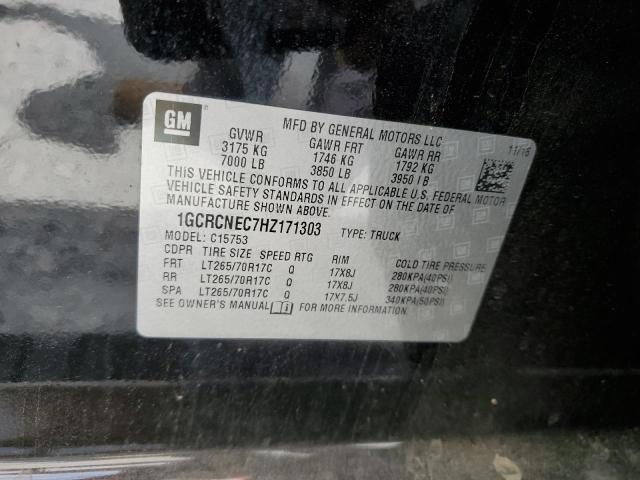 GM
MFD BY GENERAL MOTORS LLC 11/16
GVWR GAWR FRT GAWR RR
3175 KG 1746 KG 1792 KG
7000 LB 3850 LB 3950 LB
THIS VEHICLE CONFORMS TO ALL APPLICABLE U.S. FEDERAL MOTOR
VEHICLE SAFETY STANDARDS IN EFFECT ON THE DATE OF
MANUFACTURE SHOWN ABOVE.
1GCRCNEC7HZ171303 TYPE: TRUCK
MODEL: C15753
CDPR TIRE SIZE SPEED RTG RIM COLD TIRE PRESSURE
FRT LT265/70R17C Q 17X8J 280KPA(40PSI)
RR LT265/70R17C Q 17X8J 280KPA(40PSI)
SPA LT265/70R17C Q 17X7.5J 340KPA(50PSI)
SEE OWNER'S MANUAL FOR MORE INFORMATION.